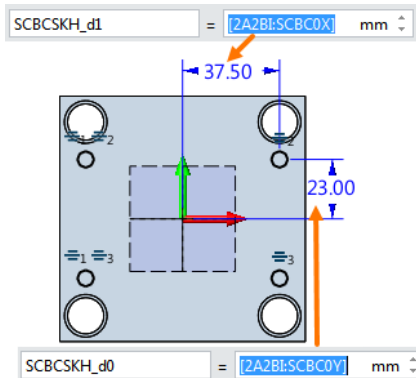 SCBCSKH_d1 = [2A2BI:SCBC0X] mm
37.50
=1 =2 =2
23.00
=1 =3 =3
SCBCSKH_d0 = [2A2BI:SCBC0Y] mm